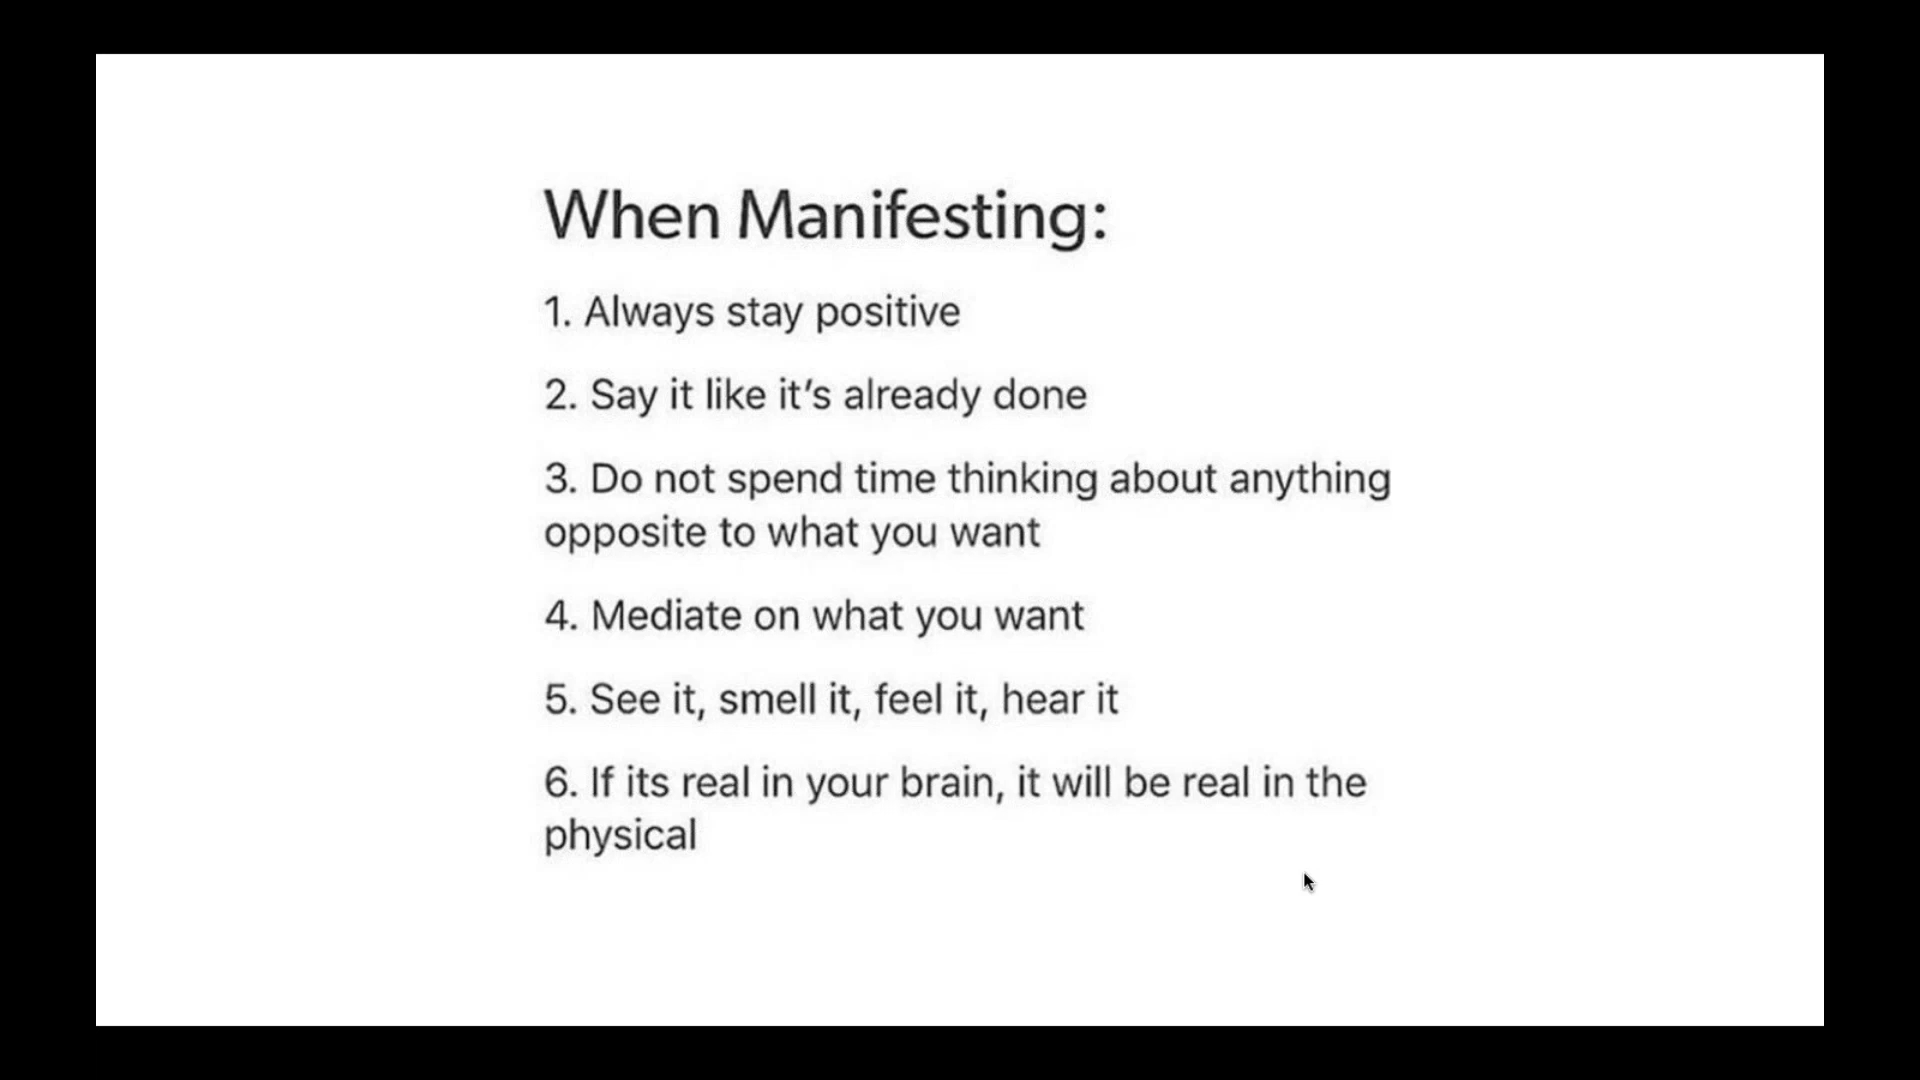 When Manifesting:
1. Always stay positive
2. Say it like it’s already done
3. Do not spend time thinking about anything
opposite to what you want
4. Mediate on what you want
5. See it, smell it, feel it, hear it
6. If its real in your brain, it will be real in the
physical